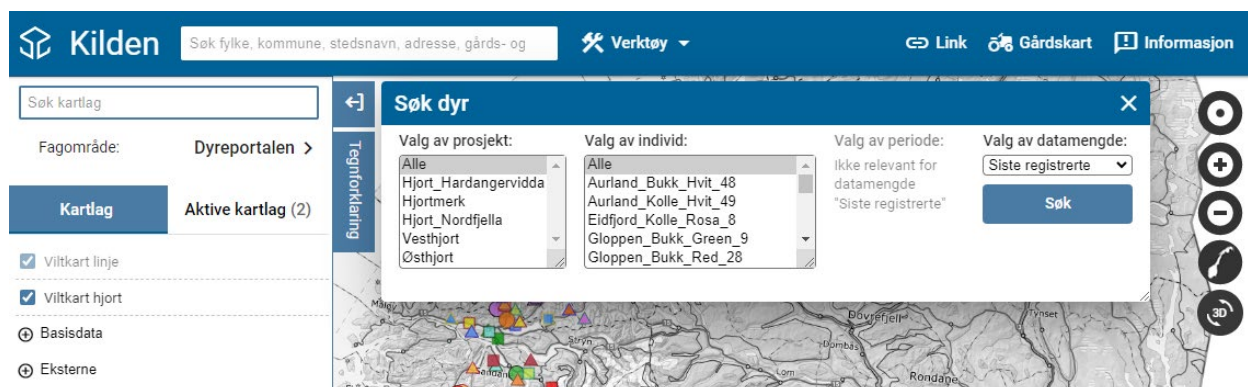 Kilden
Søk fylke, kommune, stedsnavn, adresse, gårds- og
Verktøy
Link
Gårdskart
Informasjon
Søk kartlag
Fagområde:
Dyreportalen >
Kartlag
Aktive kartlag (2)
Viltkart linje
Viltkart hjort
Basisdata
Eksterne
Tegnforklaring
Søk dyr
Valg av prosjekt:
Alle
Hjort_Hardangervidda
Hjortmerk
Hjort_Nordfjella
Vesthjort
Østhjort
Valg av individ:
Alle
Aurland_Bukk_Hvit_48
Aurland_Kolle_Hvit_49
Eidfjord_Kolle_Rosa_8
Gloppen_Bukk_Green_9
Gloppen_Bukk_Red_28
Valg av periode:
Ikke relevant for
datamengde
"Siste registrerte"
Valg av datamengde:
Siste registrerte
Søk
3D
Måløy
Stryn
Sandane
Dovrefjell
Dombås
Tynset
Lom
Rondane